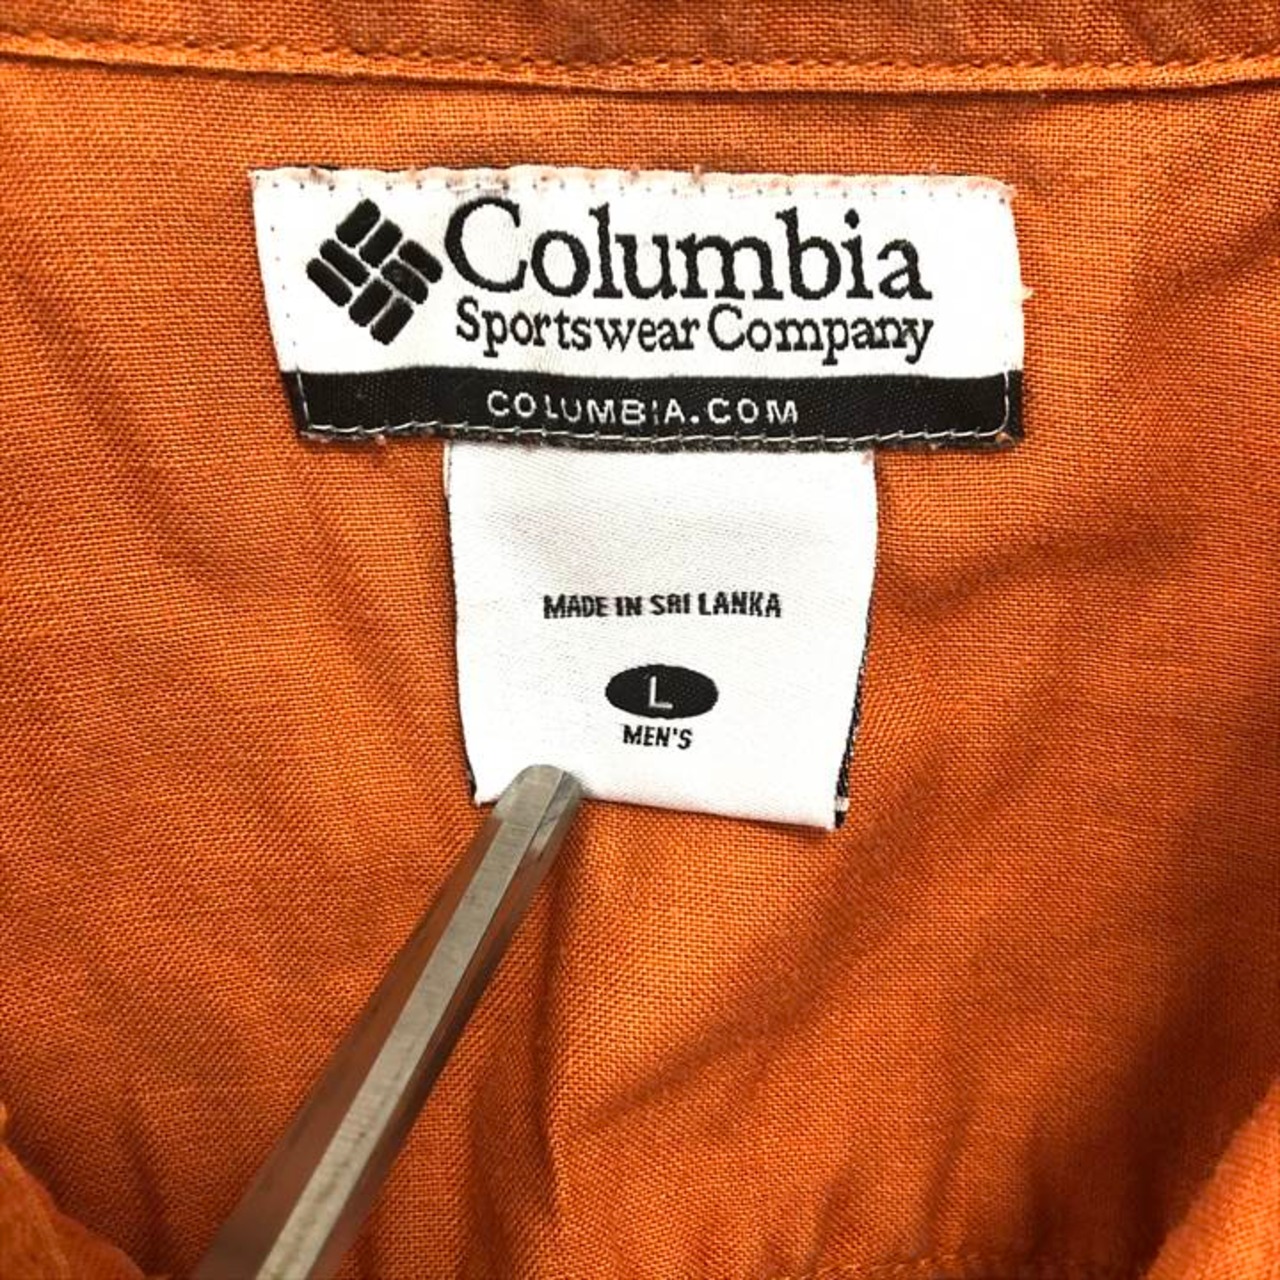 Columbia
Sportswear Company
COLUMBIA.COM
MADE IN SRI LANKA
L
MEN'S